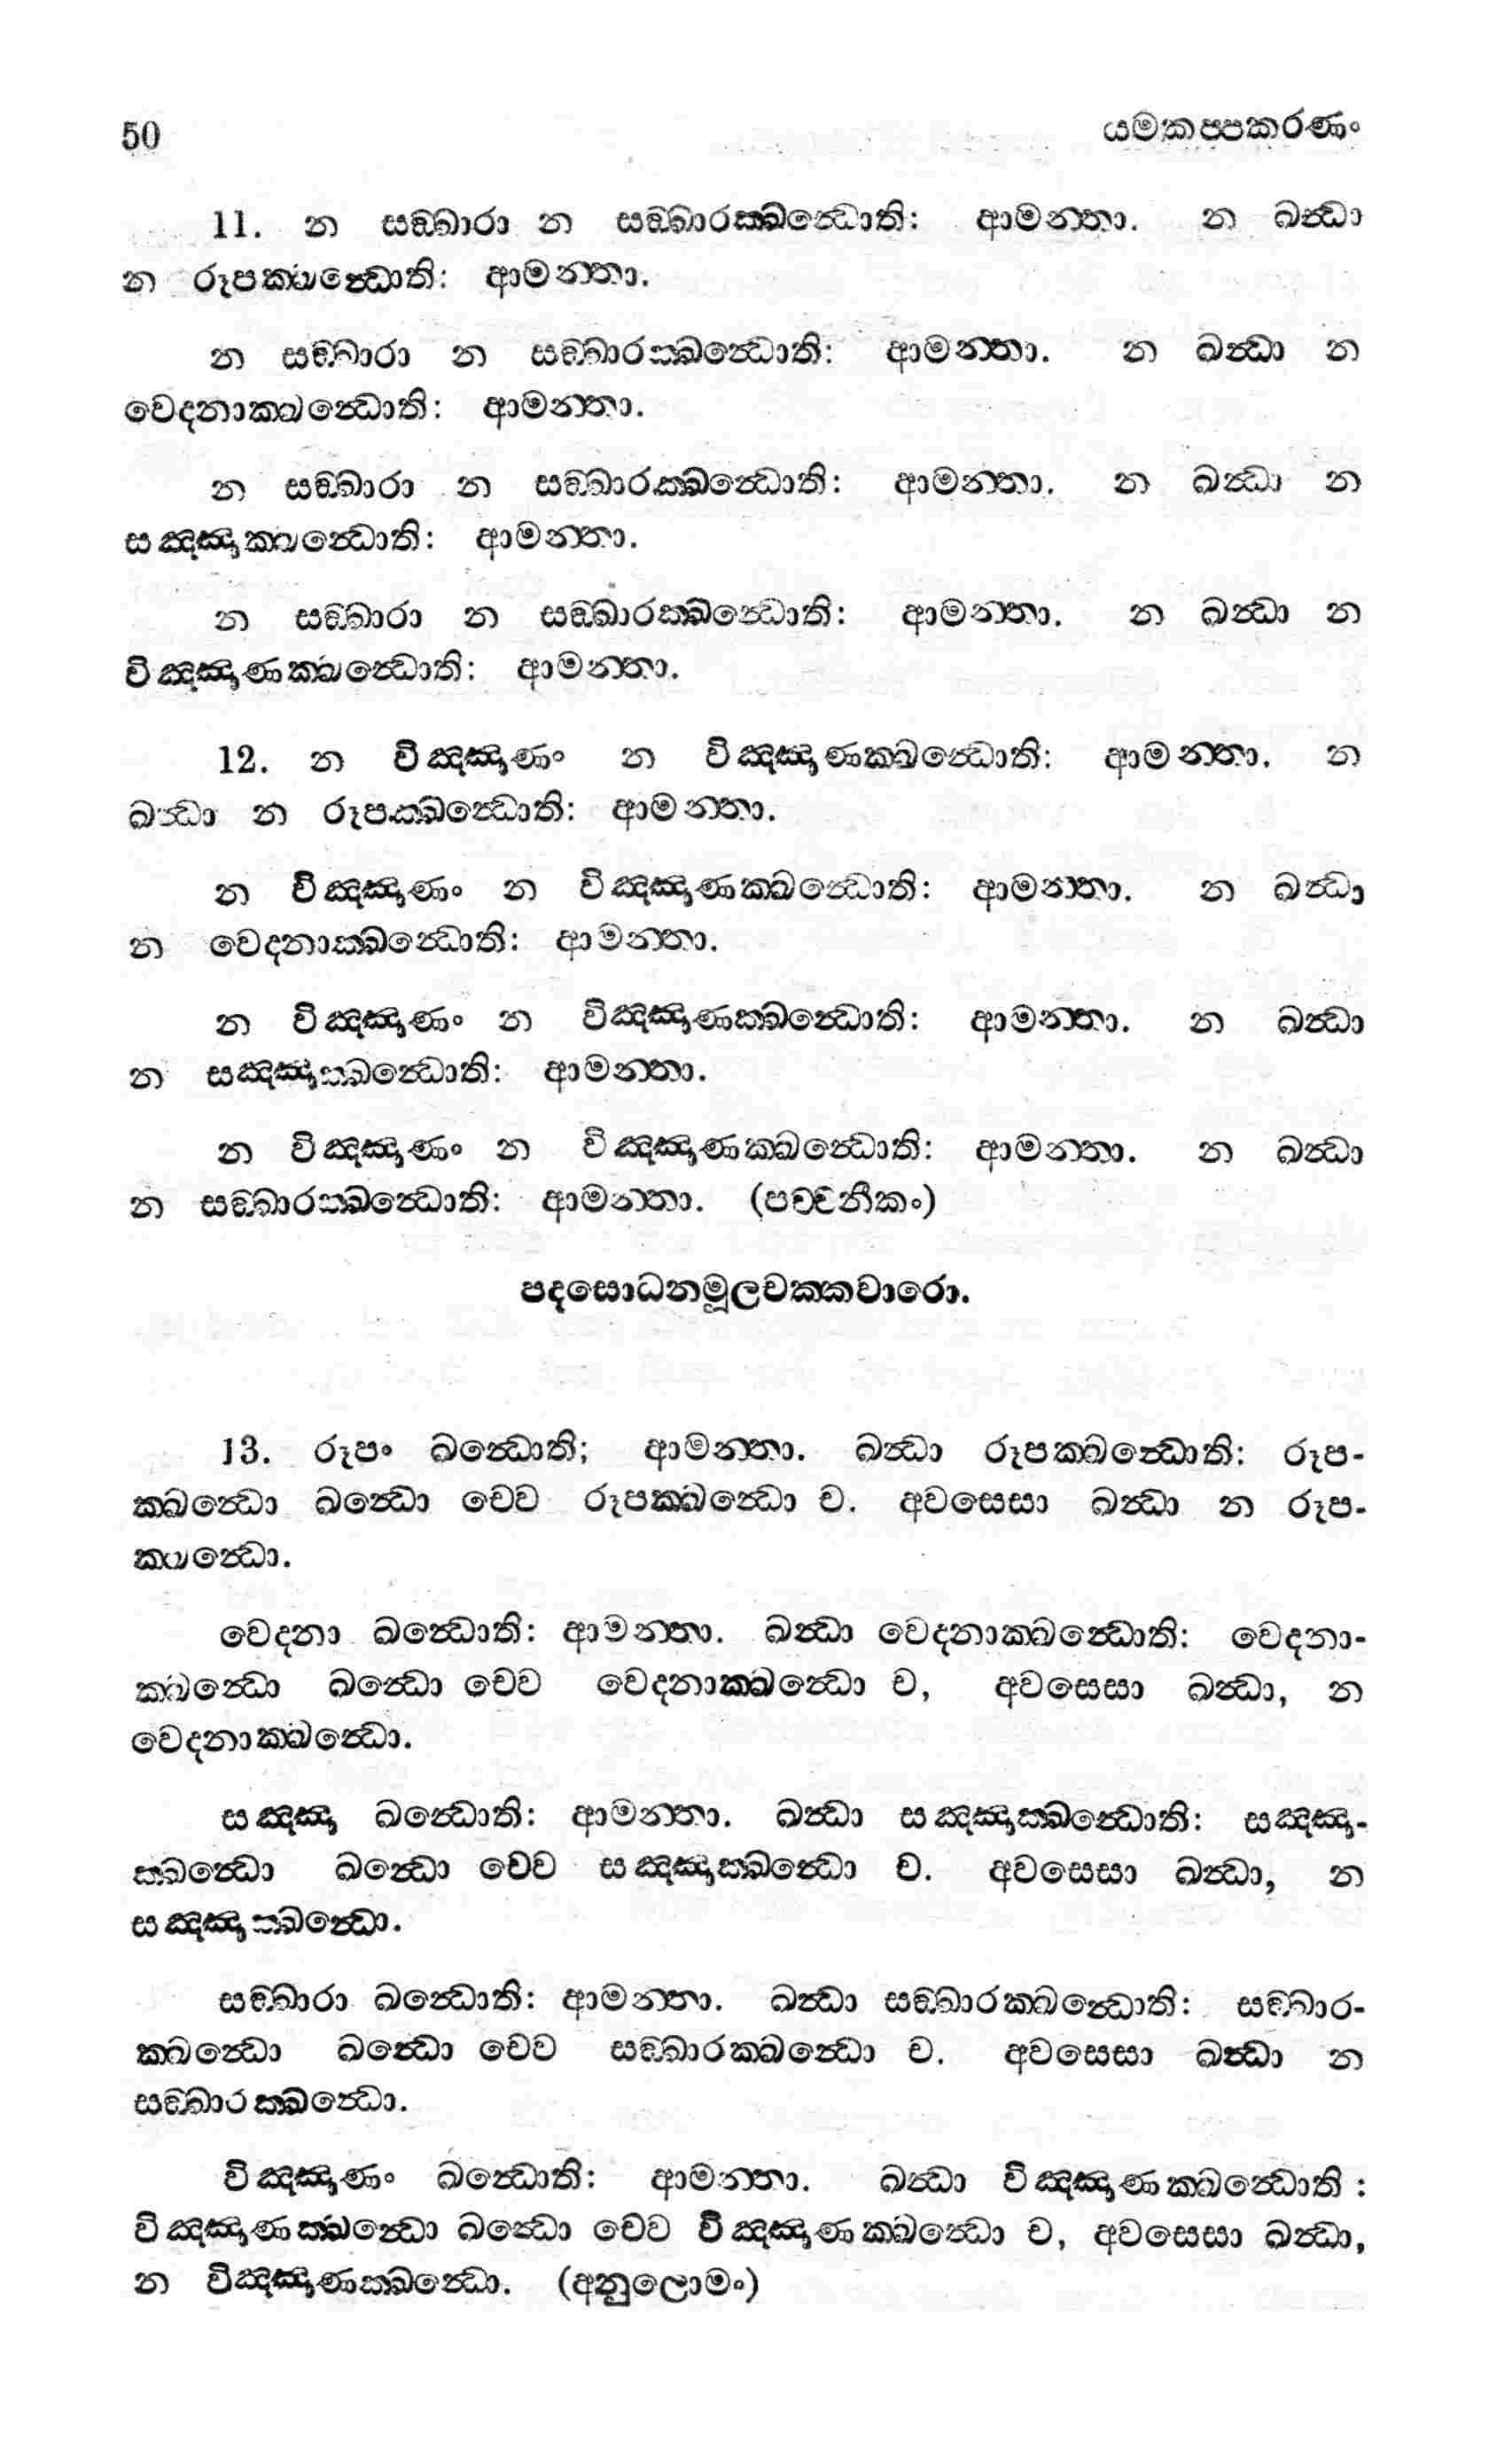 50 යමකප්පකරණං
11. න සඞ්ඛාරා න සඞ්ඛාරක්ඛන්ධොති: ආමන්තා. න ඛන්ධා
න රූපක්ඛන්ධොති: ආමන්තා.
න සඞ්ඛාරා න සඞ්ඛාරක්ඛන්ධොති: ආමන්තා. න ඛන්ධා න
වෙදනාක්ඛන්ධොති: ආමන්තා.
න සඞ්ඛාරා න සඞ්ඛාරක්ඛන්ධොති: ආමන්තා. න ඛන්ධා න
සඤ්ඤාක්ඛන්ධොති: ආමන්තා.
න සඞ්ඛාරා න සඞ්ඛාරක්ඛන්ධොති: ආමන්තා. න ඛන්ධා න
විඤ්ඤාණක්ඛන්ධොති: ආමන්තා.
12. න විඤ්ඤාණං න විඤ්ඤාණක්ඛන්ධොති: ආමන්තා. න
ඛන්ධා න රූපක්ඛන්ධොති: ආමන්තා.
න විඤ්ඤාණං න විඤ්ඤාණක්ඛන්ධොති: ආමන්තා. න ඛන්ධා
න වෙදනාක්ඛන්ධොති: ආමන්තා.
න විඤ්ඤාණං න විඤ්ඤාණක්ඛන්ධොති: ආමන්තා. න ඛන්ධා
න සඤ්ඤාක්ඛන්ධොති: ආමන්තා.
න විඤ්ඤාණං න විඤ්ඤාණක්ඛන්ධොති: ආමන්තා. න ඛන්ධා
න සඞ්ඛාරක්ඛන්ධොති: ආමන්තා. (පච්චනීකං)
පදසොධනමූලචක්කවාරො.
13. රූපං ඛන්ධොති; ආමන්තා. ඛන්ධා රූපක්ඛන්ධොති: රූප-
ක්ඛන්ධො ඛන්ධො චෙව රූපක්ඛන්ධො ච. අවසෙසා ඛන්ධා න රූප-
ක්ඛන්ධො.
වෙදනා ඛන්ධොති: ආමන්තා. ඛන්ධා වෙදනාක්ඛන්ධොති: වෙදනා-
ක්ඛන්ධො ඛන්ධො චෙව වෙදනාක්ඛන්ධො ච, අවසෙසා ඛන්ධා, න
වෙදනාක්ඛන්ධො.
සඤ්ඤා ඛන්ධොති: ආමන්තා. ඛන්ධා සඤ්ඤාක්ඛන්ධොති: සඤ්ඤා-
ක්ඛන්ධො ඛන්ධො චෙව සඤ්ඤාක්ඛන්ධො ච. අවසෙසා ඛන්ධා, න
සඤ්ඤාක්ඛන්ධො.
සඞ්ඛාරා ඛන්ධොති: ආමන්තා. ඛන්ධා සඞ්ඛාරක්ඛන්ධොති: සඞ්ඛාර-
ක්ඛන්ධො ඛන්ධො චෙව සඞ්ඛාරක්ඛන්ධො ච. අවසෙසා ඛන්ධා න
සඞ්ඛාරක්ඛන්ධො.
විඤ්ඤාණං ඛන්ධොති: ආමන්තා. ඛන්ධා විඤ්ඤාණක්ඛන්ධොති :
විඤ්ඤාණක්ඛන්ධො ඛන්ධො චෙව විඤ්ඤාණක්ඛන්ධො ච, අවසෙසා ඛන්ධා,
න විඤ්ඤාණක්ඛන්ධො. (අනුලොමං)